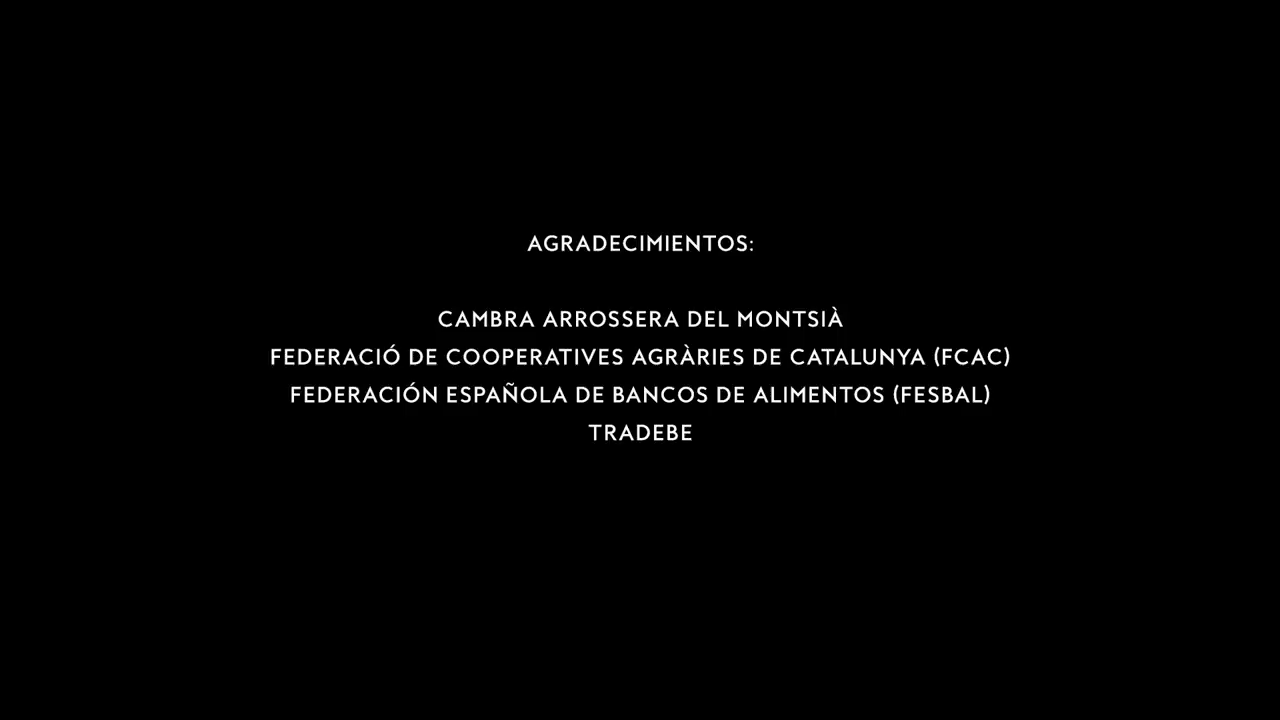 AGRADECIMIENTOS:
CAMBRA ARROSSERA DEL MONTSIÀ
FEDERACIÓ DE COOPERATIVES AGRÀRIES DE CATALUNYA (FCAC)
FEDERACIÓN ESPAÑOLA DE BANCOS DE ALIMENTOS (FESBAL)
TRADEBE